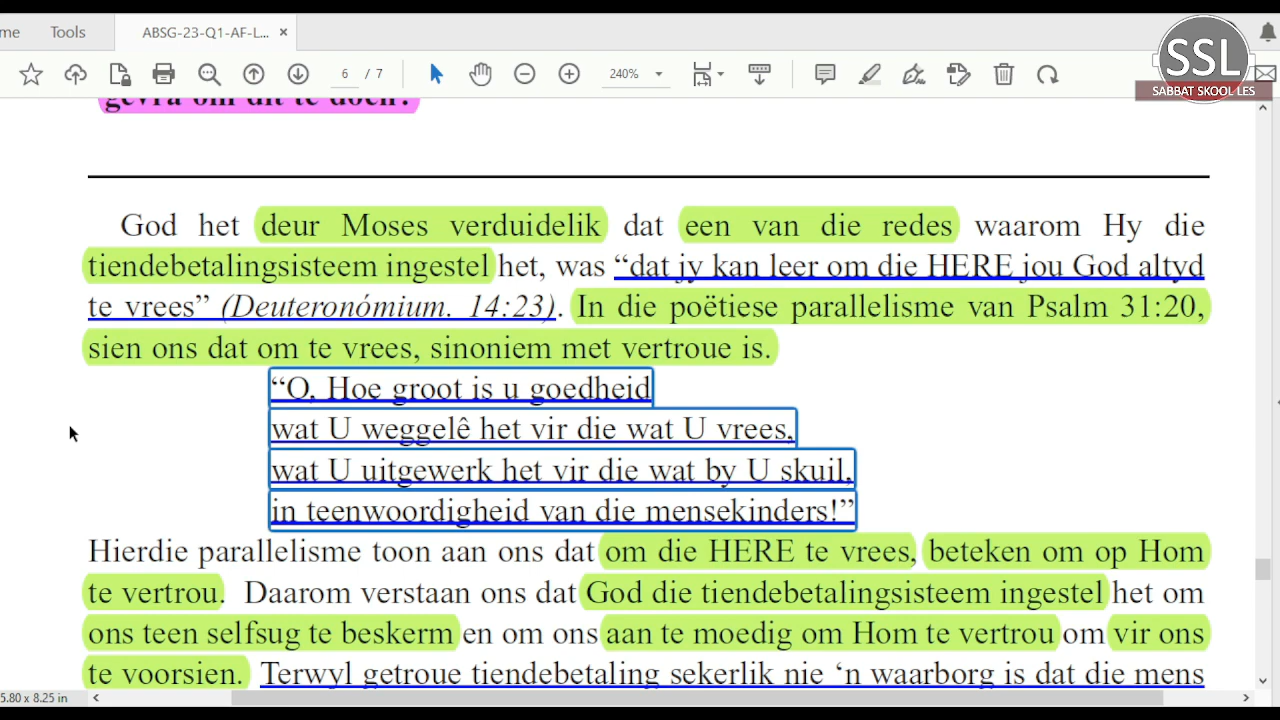 me Tools ABSG-23-Q1-AF-L... ×
SSL
SABBAT SKOOL LES
6 / 7 240%
gevra om dit te doen?
God het deur Moses verduidelik dat een van die redes waarom Hy die
tiendebetalingsisteem ingestel het, was “dat jy kan leer om die HERE jou God altyd
te vrees” (Deuteronómium. 14:23). In die poëtiese parallelisme van Psalm 31:20,
sien ons dat om te vrees, sinoniem met vertroue is.
“O, Hoe groot is u goedheid
wat U weggelê het vir die wat U vrees,
wat U uitgewerk het vir die wat by U skuil,
in teenwoordigheid van die mensekinders!”
Hierdie parallelisme toon aan ons dat om die HERE te vrees, beteken om op Hom
te vertrou. Daarom verstaan ons dat God die tiendebetalingsisteem ingestel het om
ons teen selfsug te beskerm en om ons aan te moedig om Hom te vertrou om vir ons
te voorsien. Terwyl getroue tiendebetaling sekerlik nie ‘n waarborg is dat die mens
5.80 x 8.25 in